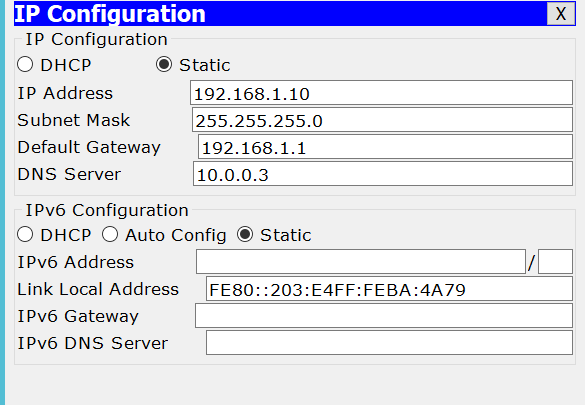 IP Configuration X
IP Configuration
DHCP Static
IP Address 192.168.1.10
Subnet Mask 255.255.255.0
Default Gateway 192.168.1.1
DNS Server 10.0.0.3
IPv6 Configuration
DHCP Auto Config Static
IPv6 Address /
Link Local Address FE80::203:E4FF:FEBA:4A79
IPv6 Gateway
IPv6 DNS Server